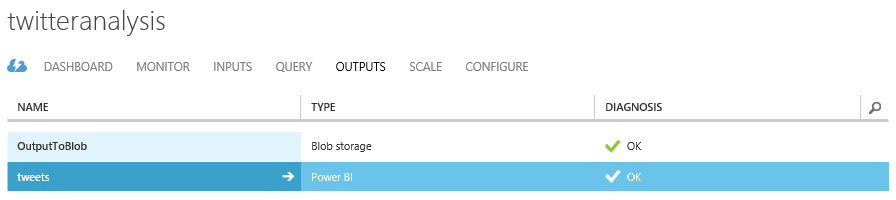 twitteranalysis
DASHBOARD MONITOR INPUTS QUERY OUTPUTS SCALE CONFIGURE
NAME TYPE DIAGNOSIS
OutputToBlob Blob storage OK
tweets Power BI OK